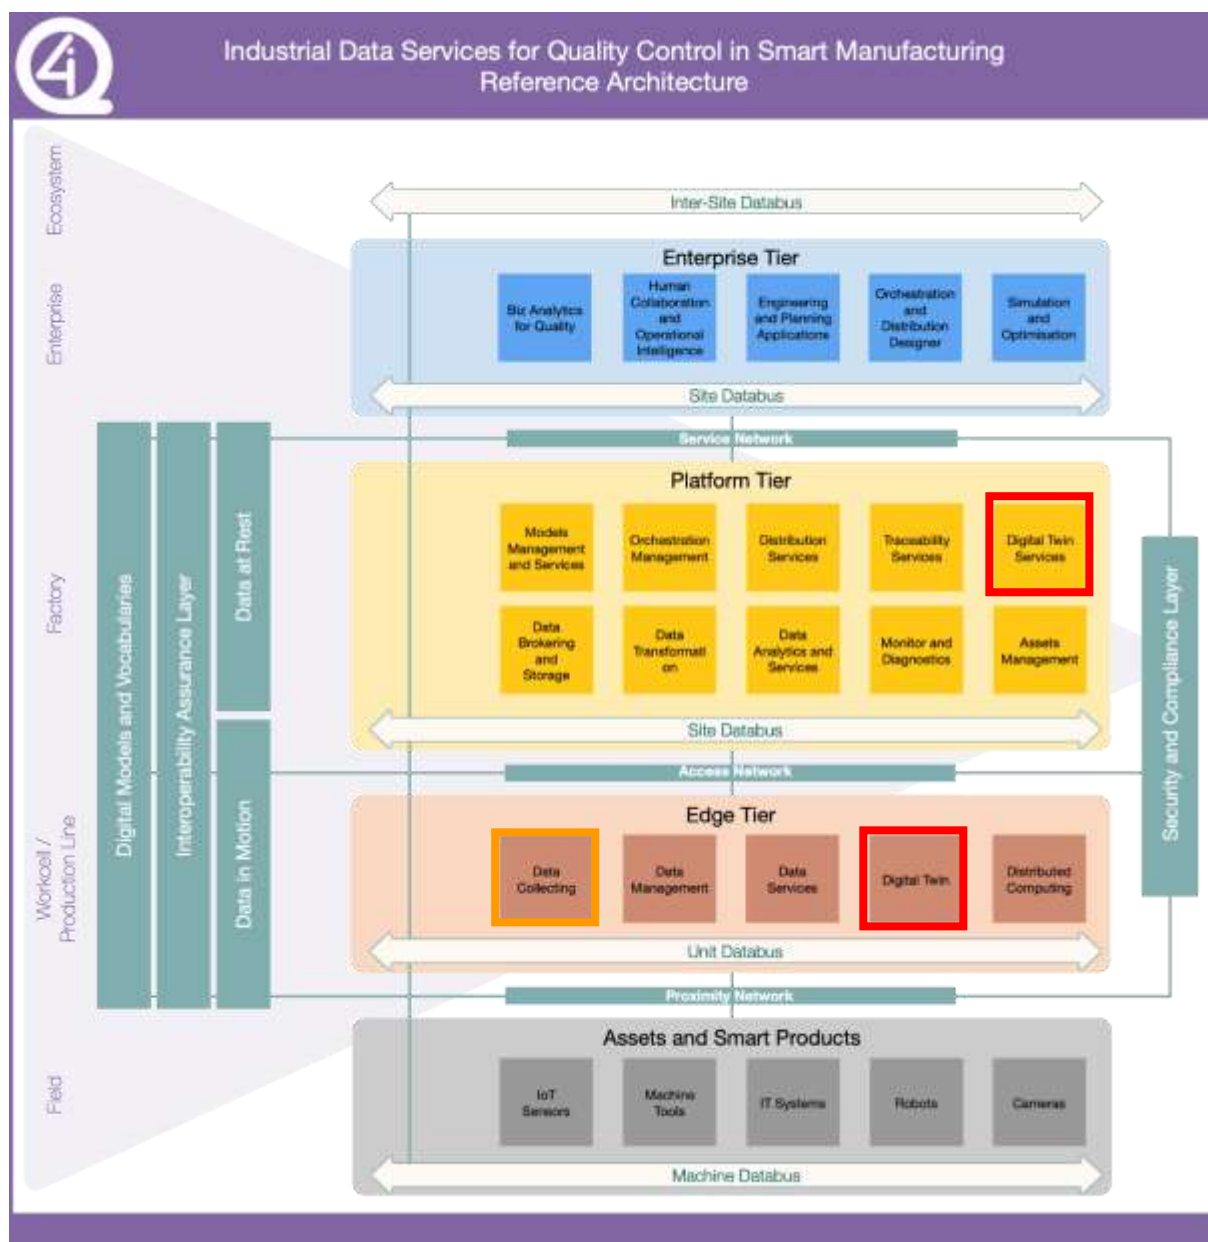 4i
Industrial Data Services for Quality Control in Smart Manufacturing
Reference Architecture
Ecosystem
Enterprise
Factory
Workcell /
Production Line
Field
Inter-Site Databus
Enterprise Tier
Biz Analytics
for Quality
Human
Collaboration
and
Operational
Intelligence
Engineering
and Planning
Applications
Orchestration
and
Distribution
Designer
Simulation
and
Optimisation
Site Databus
Service Network
Digital Models and Vocabularies
Interoperability Assurance Layer
Data at Rest
Data in Motion
Security and Compliance Layer
Platform Tier
Models
Management
and Services
Orchestration
Management
Distribution
Services
Traceability
Services
Digital Twin
Services
Data
Brokering
and
Storage
Data
Transformati
on
Data
Analytics and
Services
Monitor and
Diagnostics
Assets
Management
Site Databus
Access Network
Edge Tier
Data
Collecting
Data
Management
Data
Services
Digital Twin
Distributed
Computing
Unit Databus
Proximity Network
Assets and Smart Products
IoT
Sensors
Machine
Tools
IT Systems
Robots
Cameras
Machine Databus